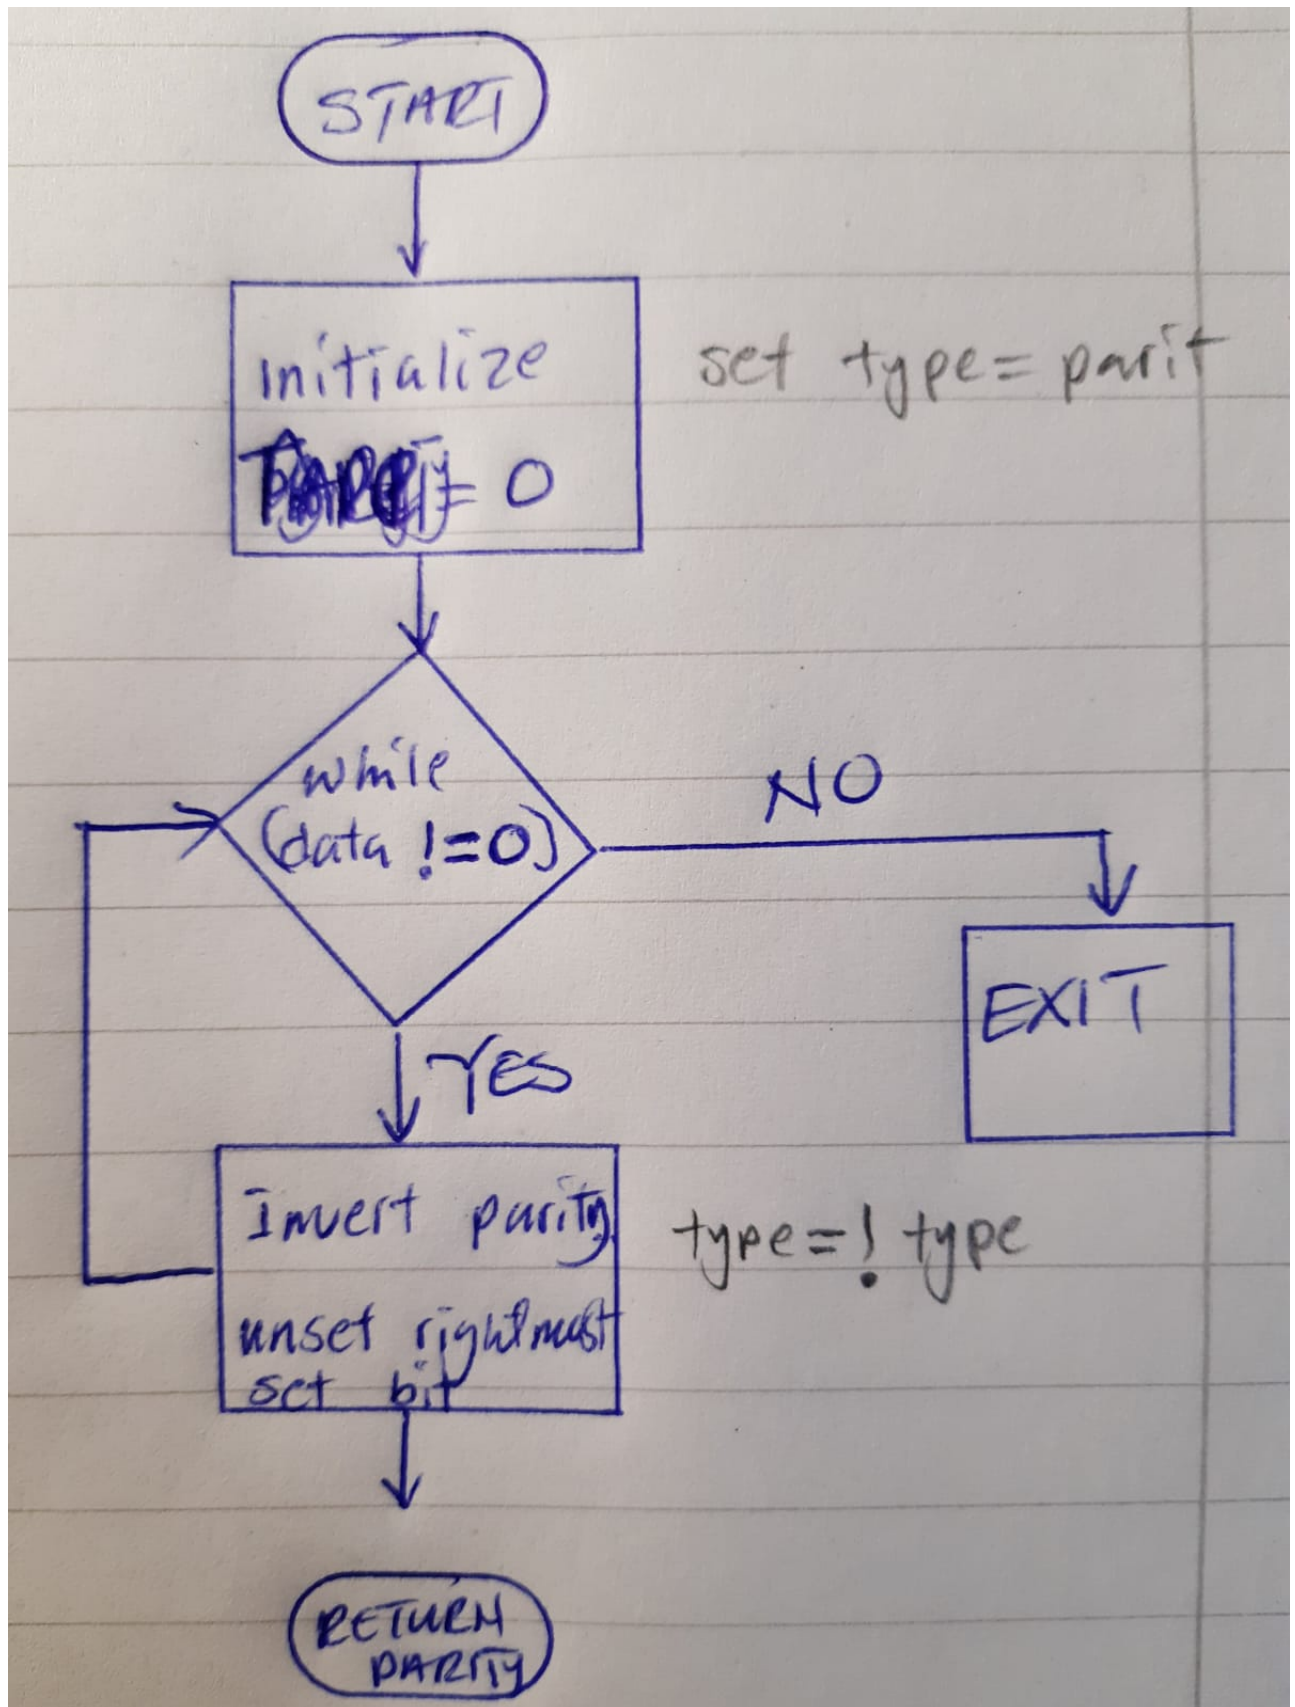 START
initialize
= 0
set type = parit
while
(data != 0)
NO
EXIT
YES
Invert parity
unset rightmost
set bit
type = ! type
RETURN
PARITY